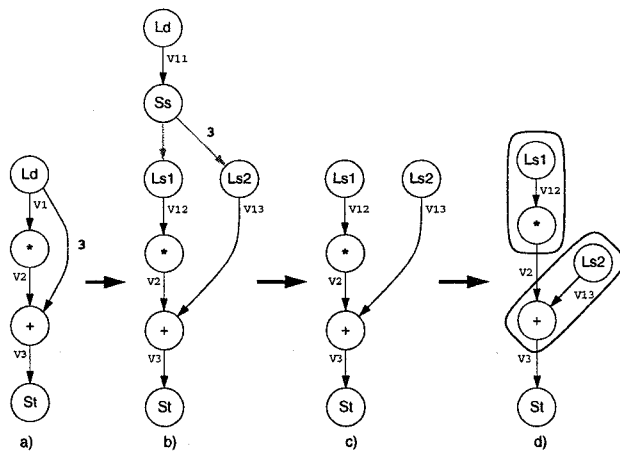 Ld
V1
3
*
V2
+
V3
St
a)
Ld
V11
Ss
3
Ls1
Ls2
V12
V13
*
V2
+
V3
St
b)
Ls1
Ls2
V12
V13
*
V2
+
V3
St
c)
Ls1
V12
*
V2
Ls2
V13
+
V3
St
d)